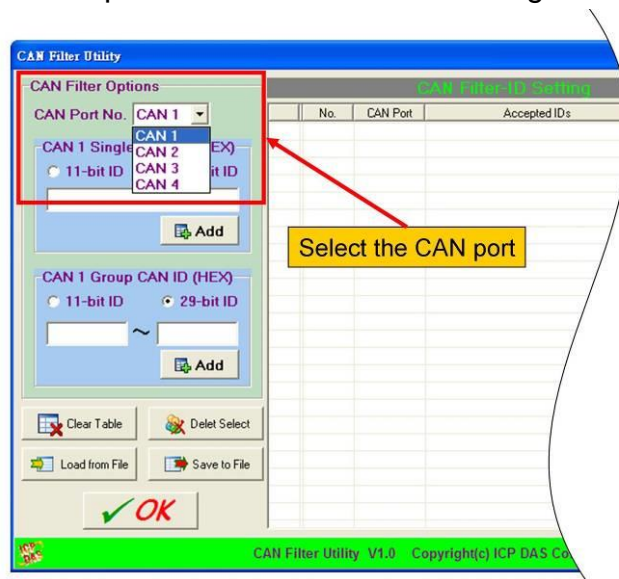 CAN Filter Utility
CAN Filter Options
CAN Filter-ID Setting
CAN Port No. CAN 1
No. CAN Port Accepted IDs
CAN 1
CAN 2
CAN 3
CAN 4
CAN 1 Single EX)
11-bit ID it ID
Add
Select the CAN port
CAN 1 Group CAN ID (HEX)
11-bit ID 29-bit ID
~
Add
Clear Table Delet Select
Load from File Save to File
OK
ICP DAS CAN Filter Utility V1.0 Copyright(c) ICP DAS Co